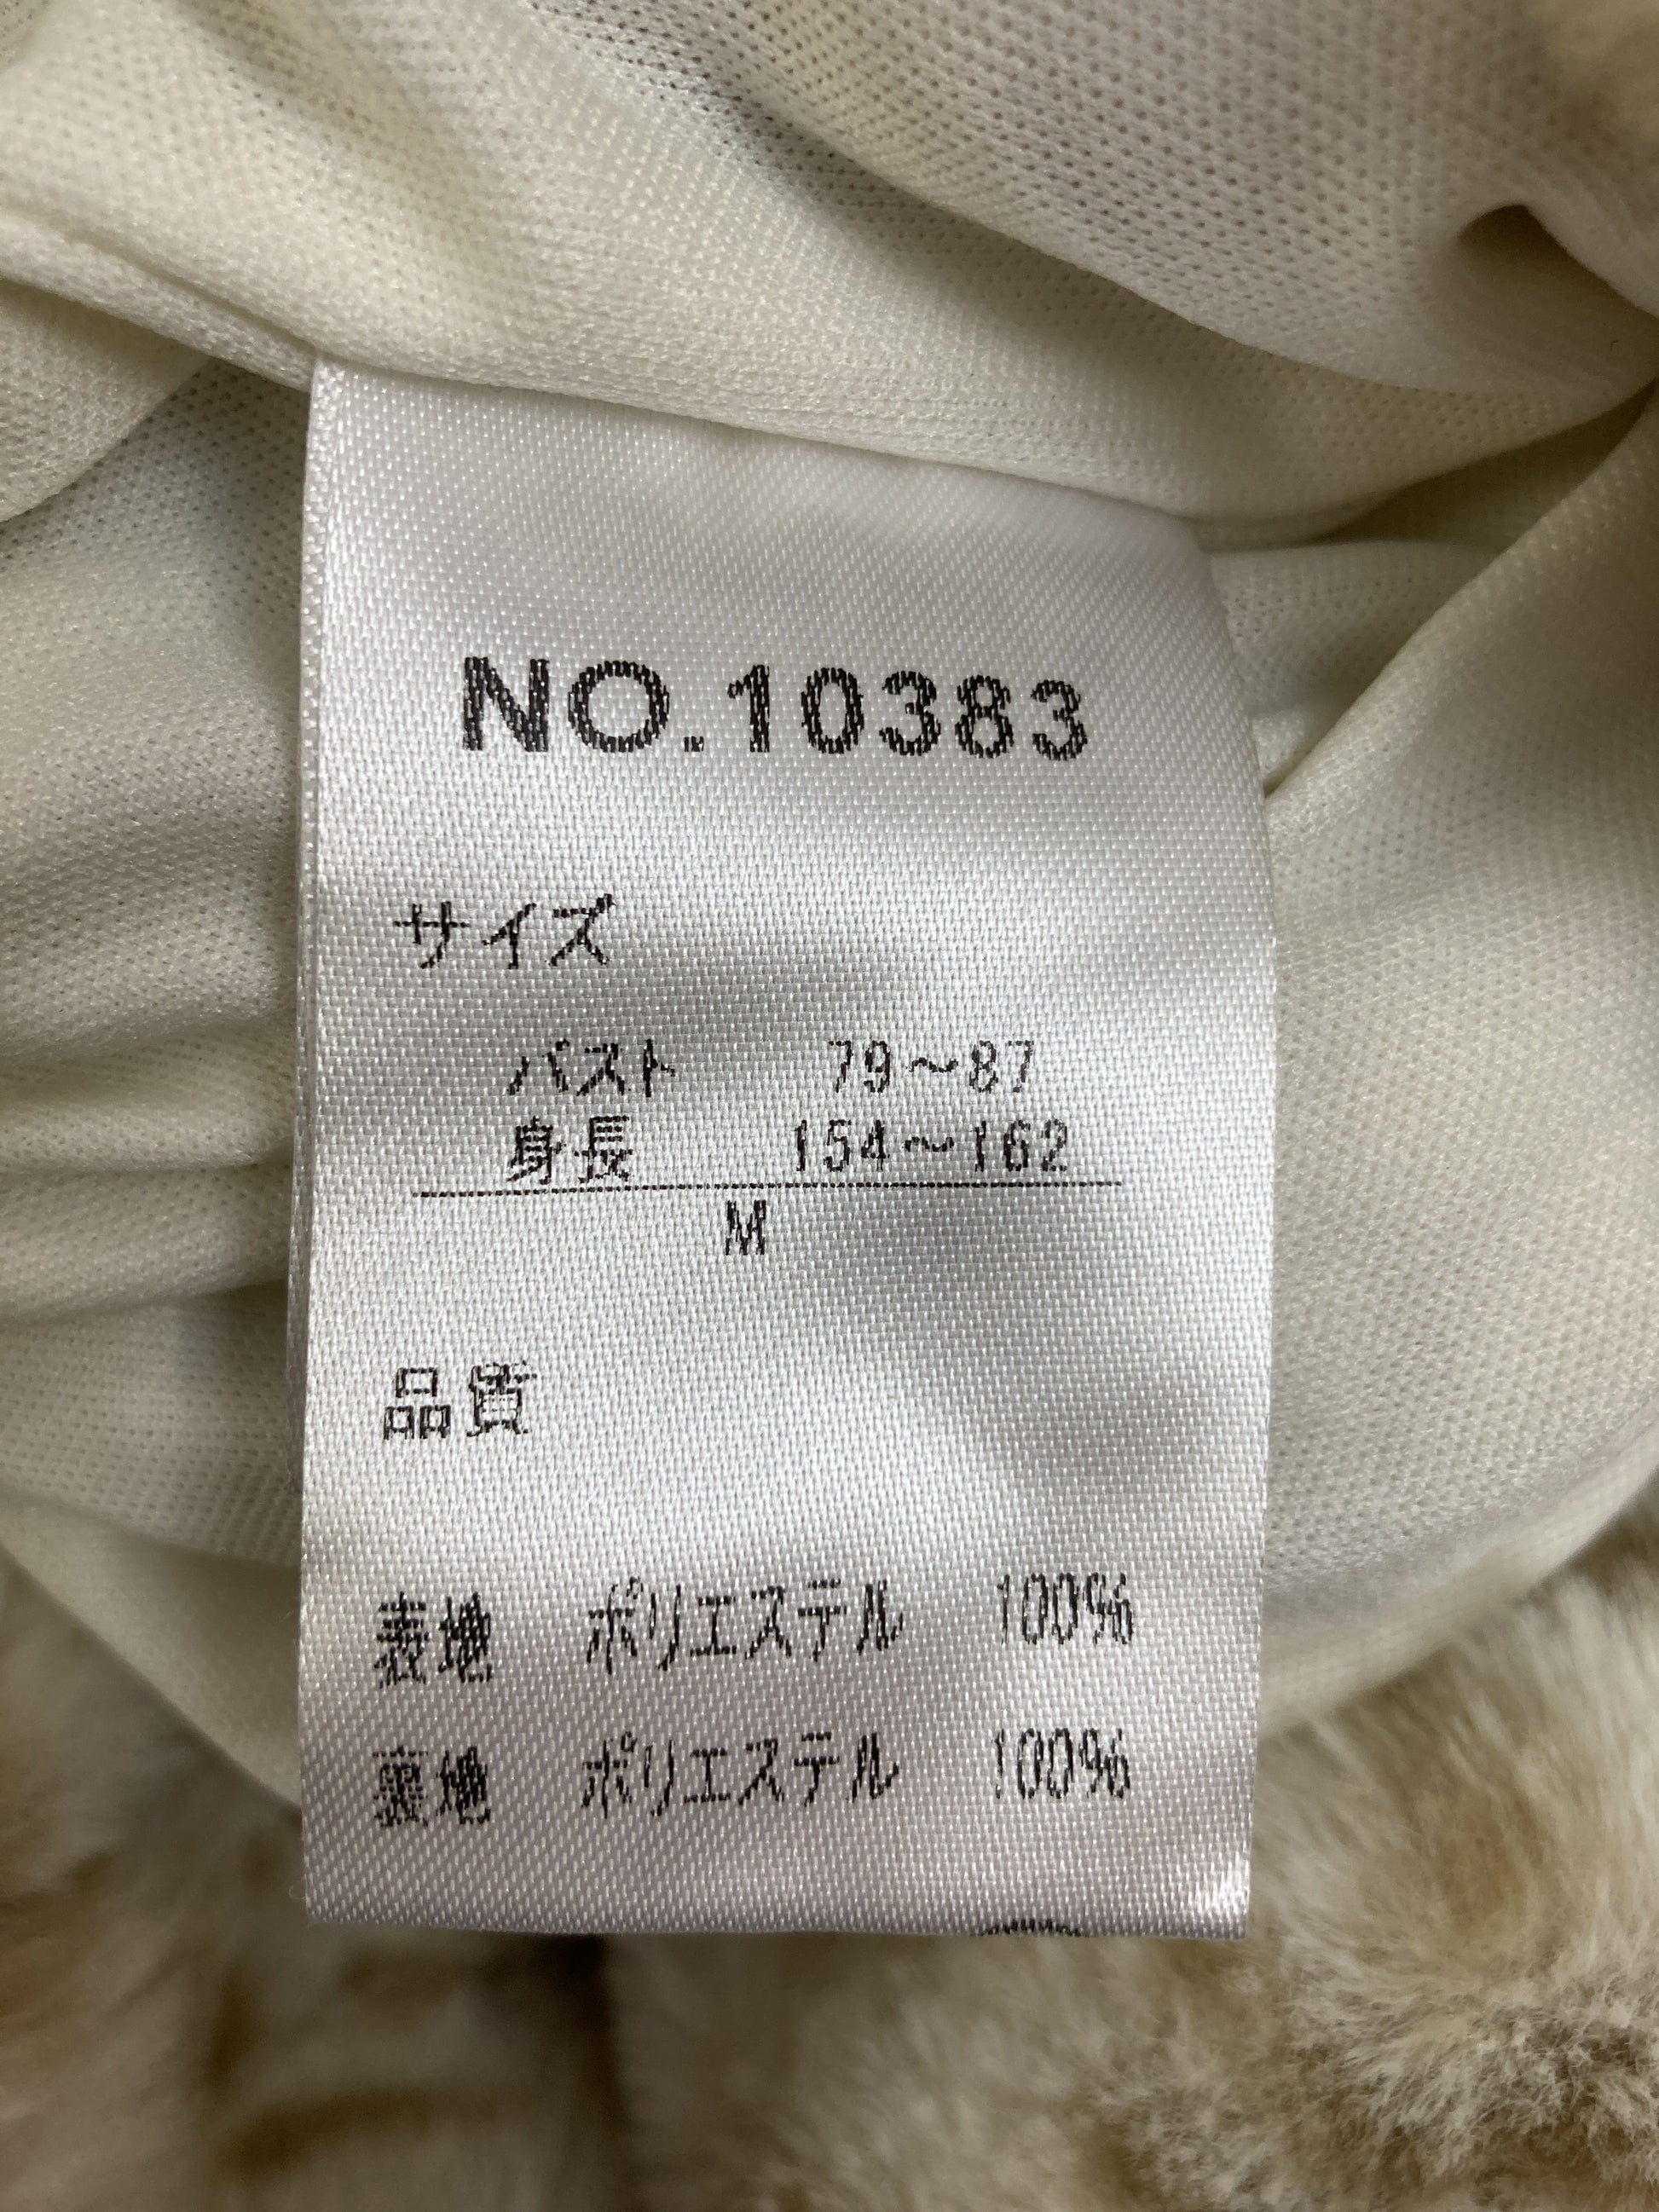 NO.10383
サイズ
バスト 79～87
身長 154～162
M
品質
表地 ポリエステル 100%
裏地 ポリエステル 100%